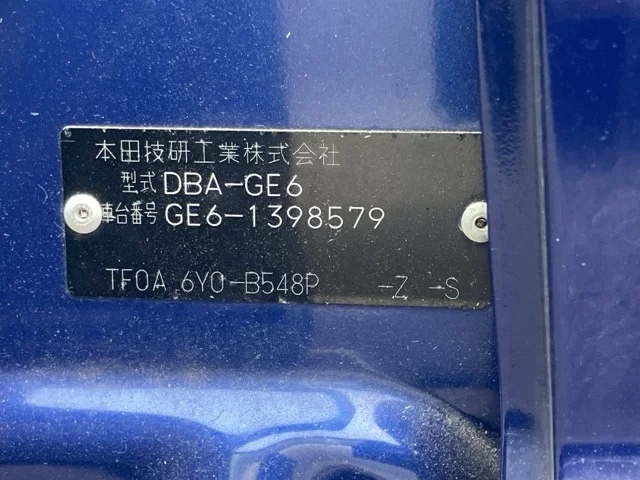 本田技研工業株式会社
型式 DBA-GE6
車台番号 GE6-1398579
TF0A 6Y0-B548P -Z -S